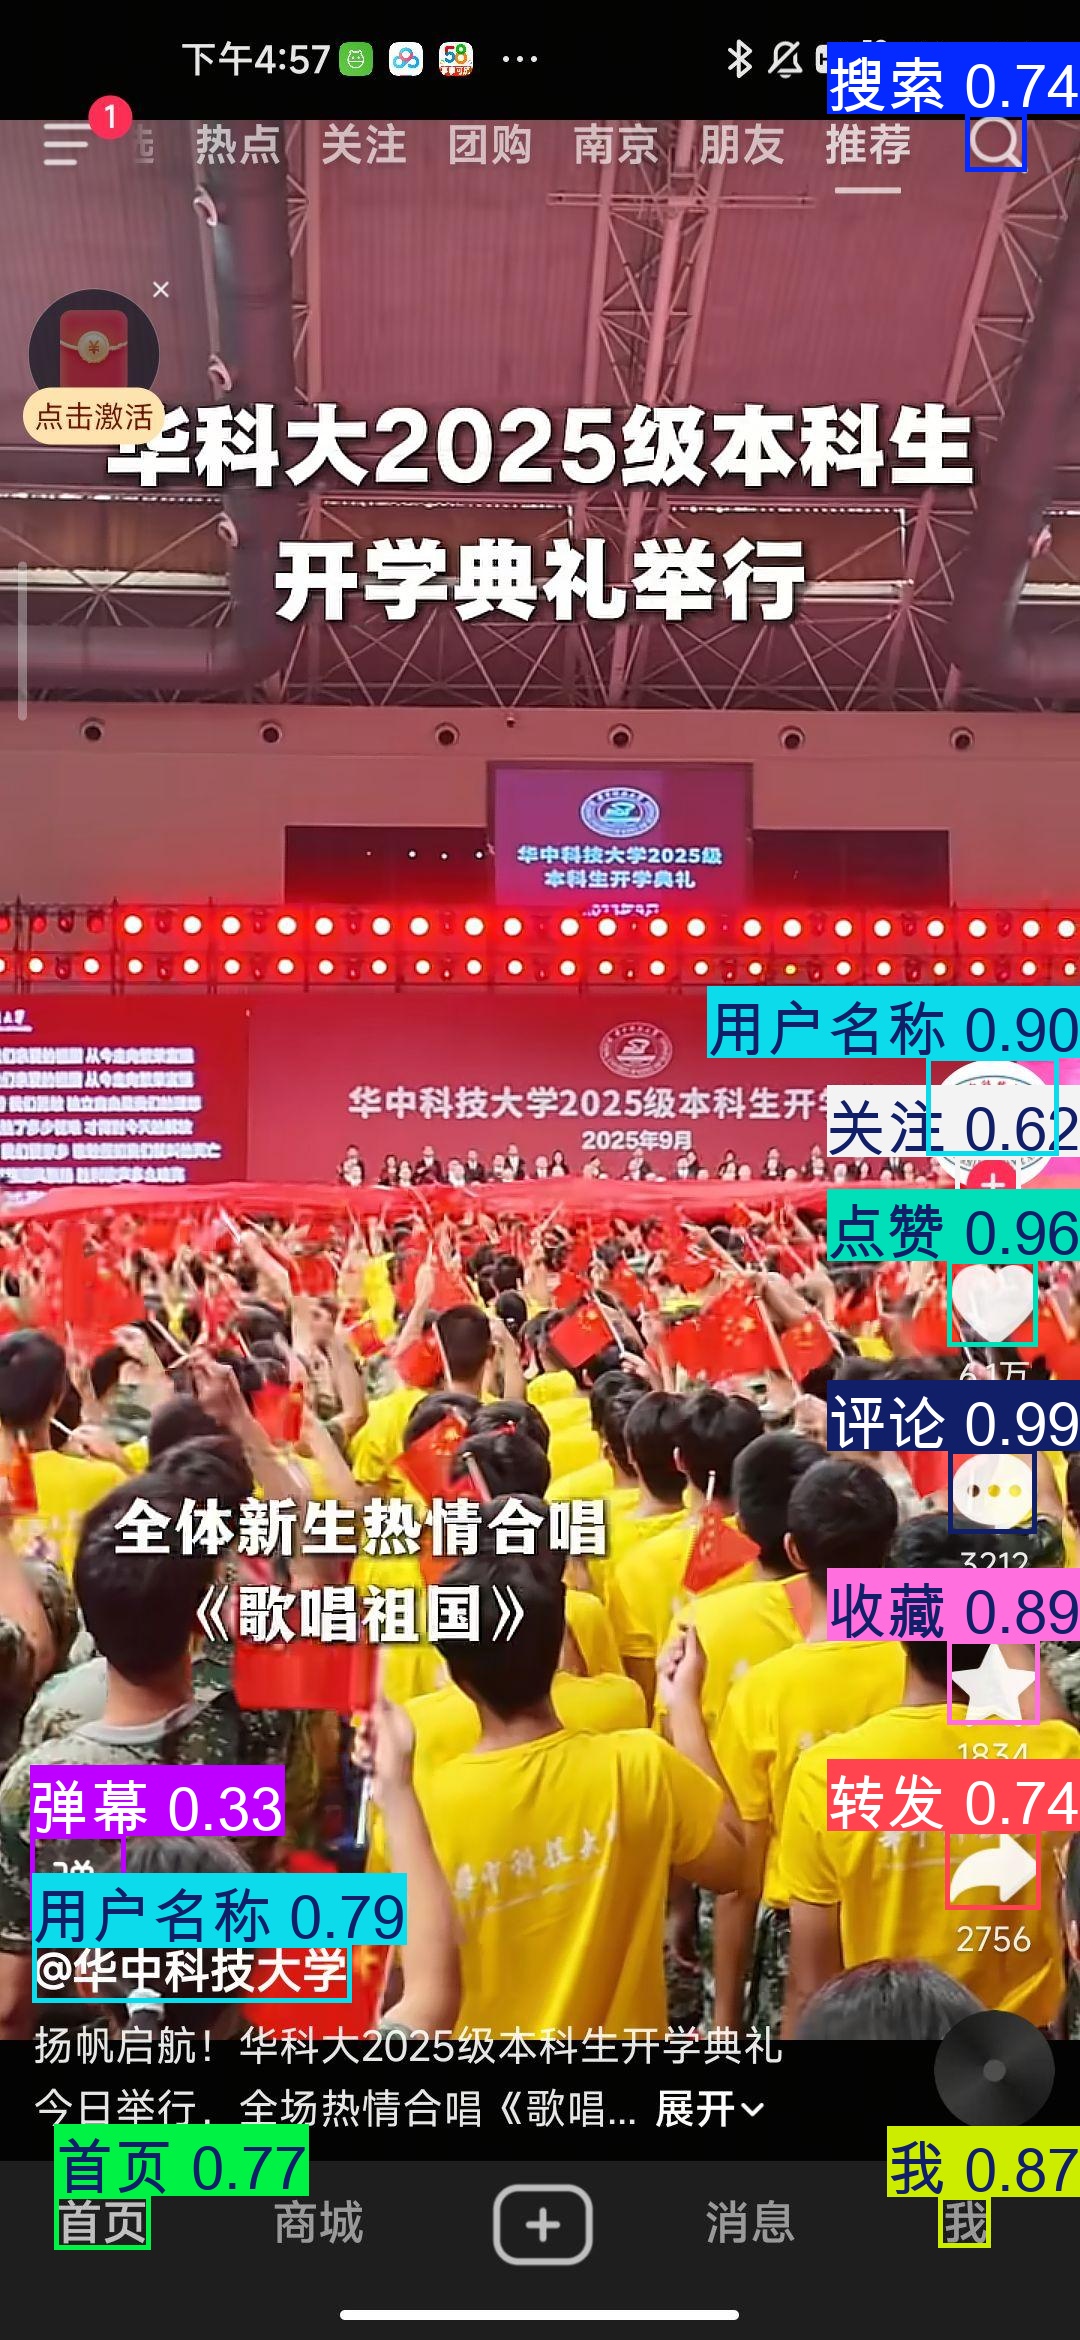 下午4:57
58
搜索 0.74
1
热点 关注 团购 南京 朋友 推荐
点击激活
华科大2025级本科生
开学典礼举行
华中科技大学2025级
本科生开学典礼
用户名称 0.90
华中科技大学2025级本科生开学
2025年9月
关注 0.62
点赞 0.96
6.1万
评论 0.99
3212
全体新生热情合唱
《歌唱祖国》
收藏 0.89
1834
转发 0.74
2756
弹幕 0.33
用户名称 0.79
@华中科技大学
扬帆启航！华科大2025级本科生开学典礼
今日举行，全场热情合唱《歌唱... 展开
首页 0.77
我 0.87
首页 商城 消息 我